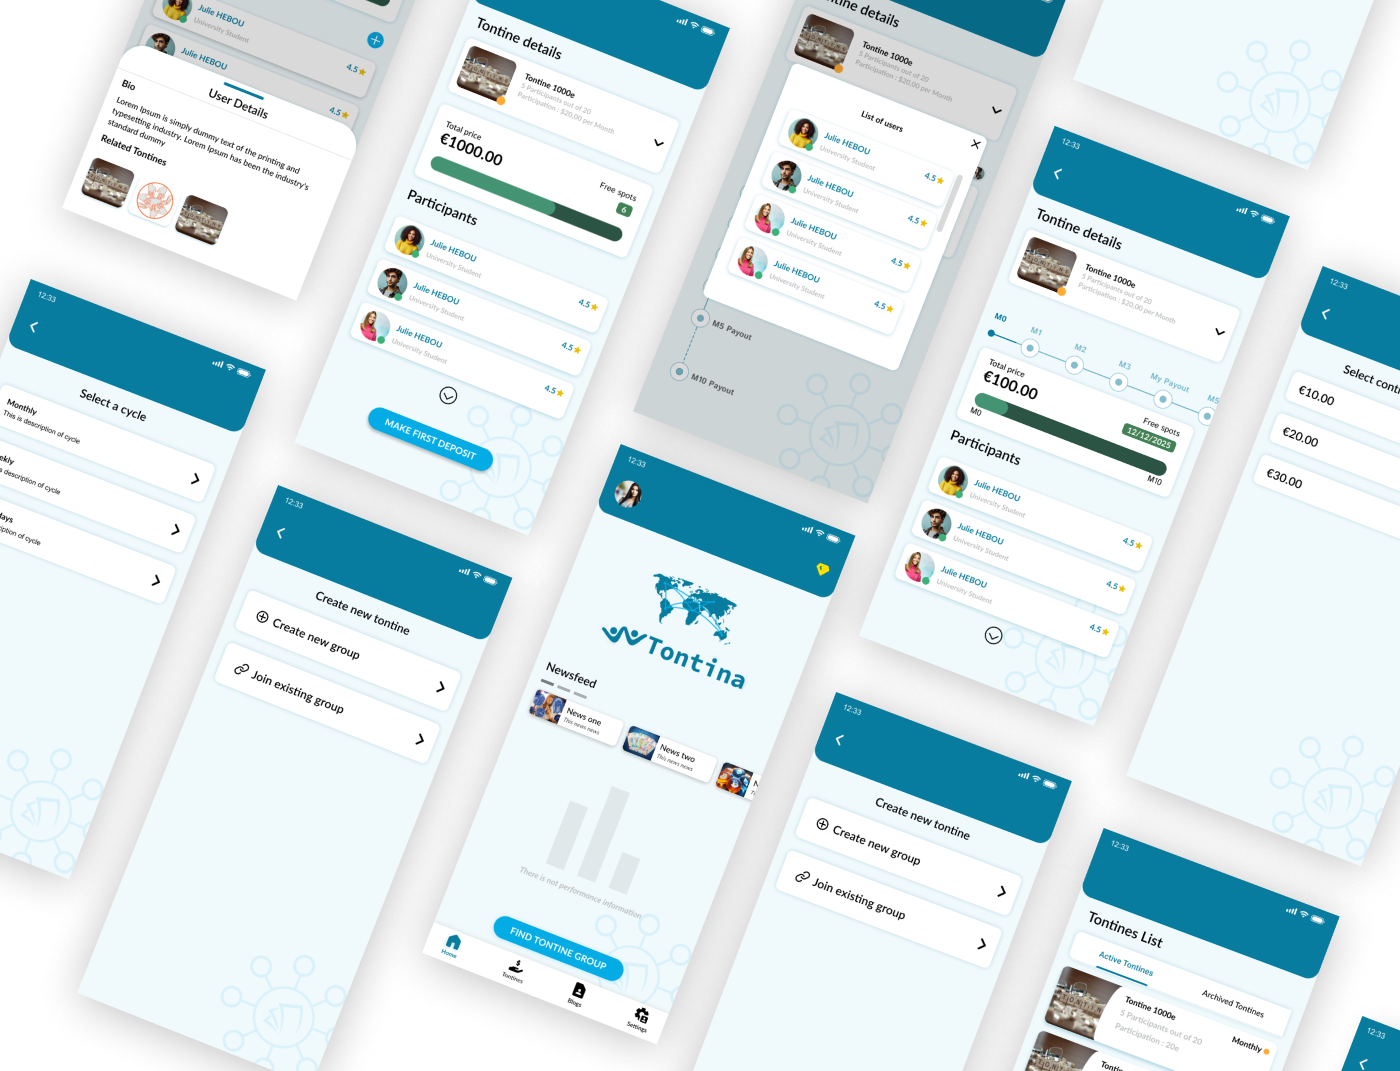 Julie HEBOU
University Student
Julie HEBOU
4.5
4.5
User Details
Bio
Lorem Ipsum is simply dummy text of the printing and
typesetting industry. Lorem Ipsum has been the industry's
standard dummy
Related Tontines
Tontine details
Tontine 1000e
5 Participants out of 20
Participation : $20,00 per Month
Total price
€1000.00
Free spots
6
Participants
Julie HEBOU
University Student
4.5
Julie HEBOU
University Student
4.5
Julie HEBOU
University Student
4.5
MAKE FIRST DEPOSIT
Tontine details
Tontine 1000e
5 Participants out of 20
Participation : $20,00 per Month
List of users
Julie HEBOU
University Student
4.5
Julie HEBOU
University Student
4.5
Julie HEBOU
University Student
4.5
Julie HEBOU
University Student
4.5
M5 Payout
M10 Payout
12:33
Tontine details
Tontine 1000e
5 Participants out of 20
Participation : $20,00 per Month
M0
M1
M2
M3
My Payout
M5
Total price
€100.00
Free spots
12/12/2025
M0
M10
Participants
Julie HEBOU
University Student
4.5
Julie HEBOU
University Student
4.5
Julie HEBOU
University Student
4.5
12:33
Select conti
€10.00
€20.00
€30.00
12:33
Select a cycle
Monthly
This is description of cycle
ekly
s description of cycle
days
cription of cycle
12:33
Create new tontine
Create new group
Join existing group
12:33
Tontina
Newsfeed
News one
This news news
News two
This news news
There is not performance information
FIND TONTINE GROUP
Home
Tontines
Blogs
Settings
12:33
Create new tontine
Create new group
Join existing group
12:33
Tontines List
Active Tontines
Archived Tontines
Tontine 1000e
5 Participants out of 20
Participation : 20e
Monthly
Tontine 1000e
12:33